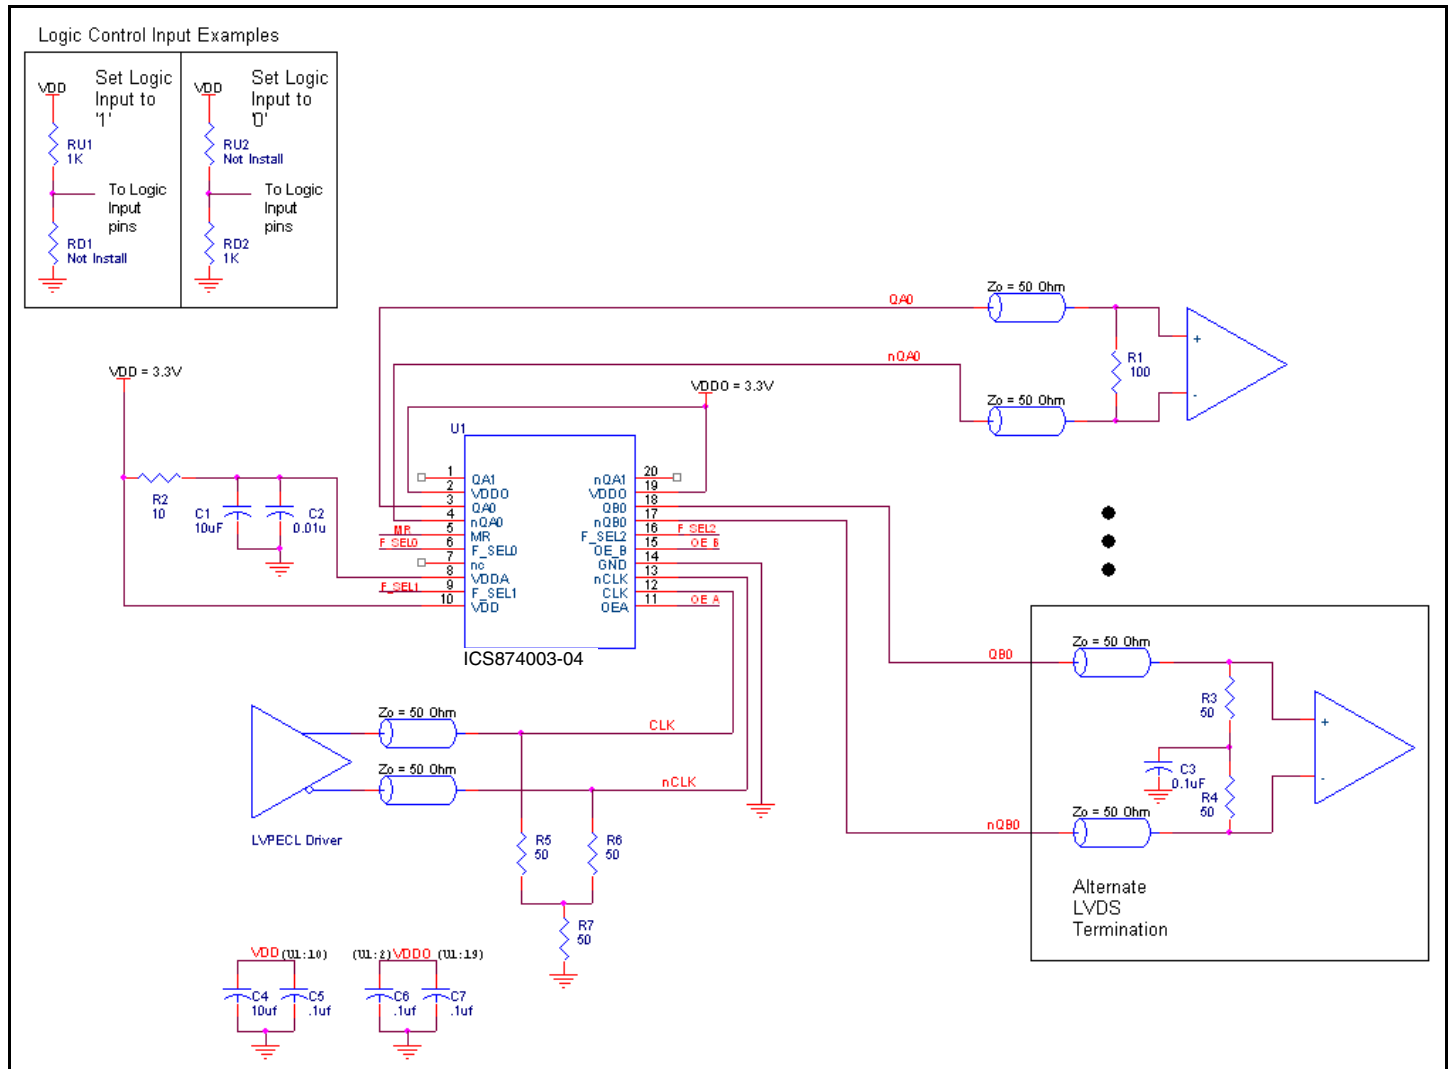 Logic Control Input Examples
Set Logic
Input to
'1'
VDD
RU1
1K
To Logic
Input
pins
RD1
Not Install
Set Logic
Input to
'0'
VDD
RU2
Not Install
To Logic
Input
pins
RD2
1K
QA0
Zo = 50 Ohm
nQA0
Zo = 50 Ohm
R1
100
+
-
VDD = 3.3V
VDDO = 3.3V
R2
10
C1
10uF
C2
0.01u
U1
1 QA1
2 VDDO
3 QA0
4 nQA0
MR 5 MR
F_SEL0 6 F_SEL0
7 nc
8 VDDA
F_SEL1 9 F_SEL1
10 VDD
nQA1 20
VDDO 19
QB0 18
nQB0 17
F_SEL2 16 F_SEL2
OE_B 15 OE_B
GND 14
nCLK 13
CLK 12
OEA 11 OE_A
ICS874003-04
Zo = 50 Ohm
CLK
Zo = 50 Ohm
nCLK
LVPECL Driver
R5
50
R6
50
R7
50
QB0
Zo = 50 Ohm
R3
50
C3
0.1uF
R4
50
nQB0
Zo = 50 Ohm
+
-
Alternate
LVDS
Termination
VDD (U1:10)
C4
10uf
C5
.1uf
(U1:2) VDDO (U1:19)
C6
.1uf
C7
.1uf